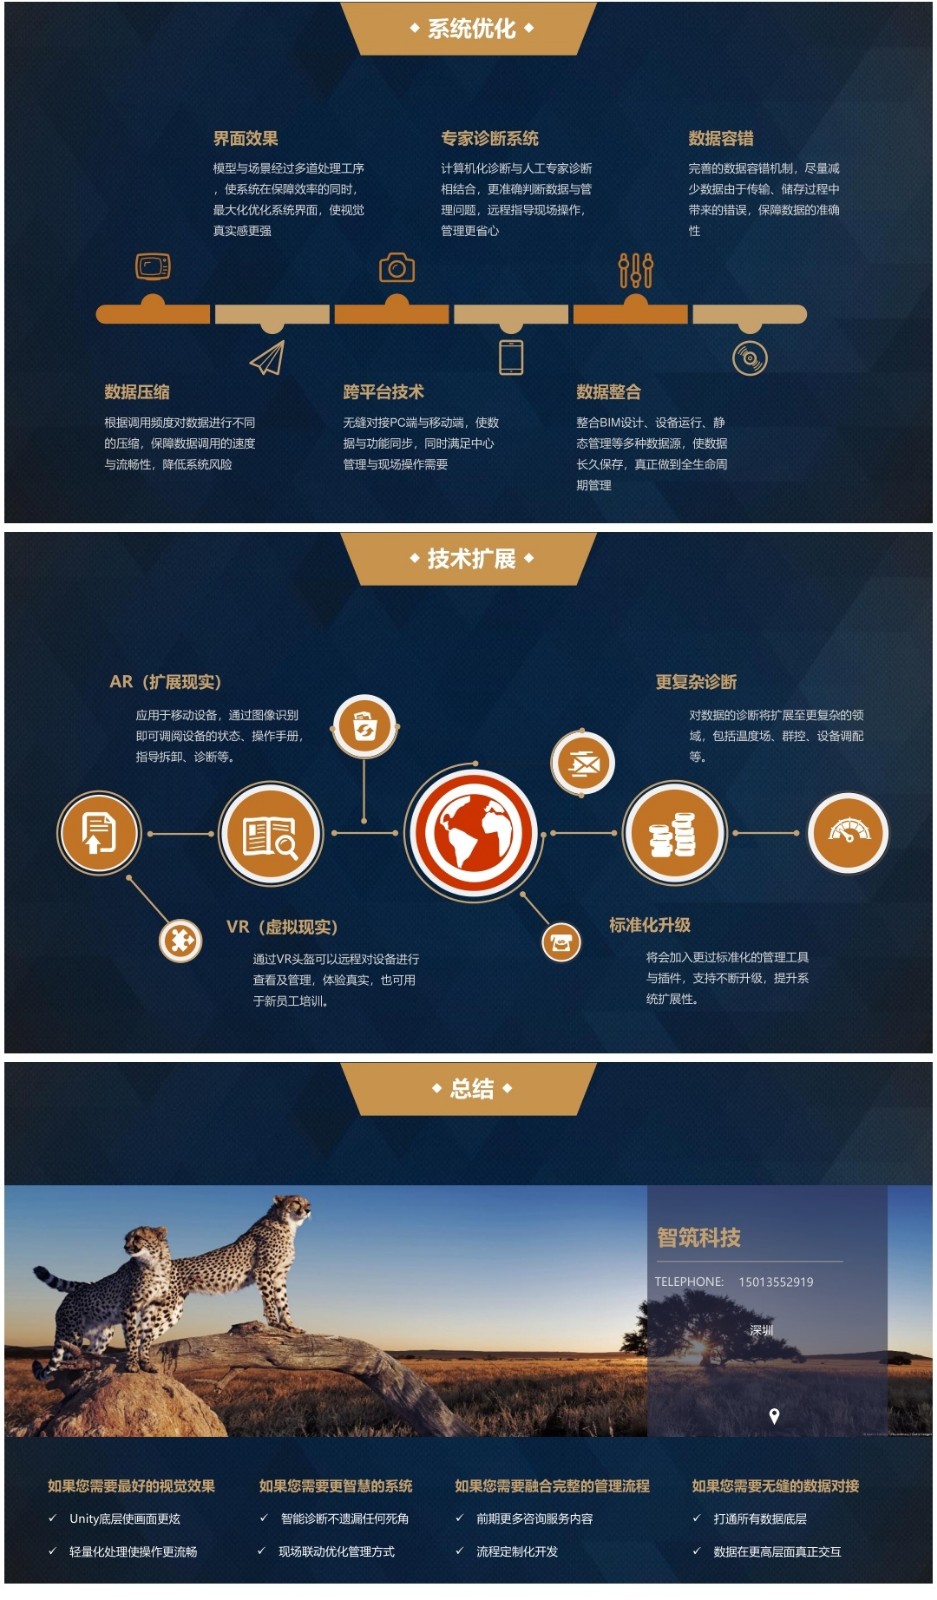 系统优化
界面效果
模型与场景经过多道处理工序
，使系统在保障效率的同时，
最大化优化系统界面，使视觉
真实感更强
专家诊断系统
计算机化诊断与人工专家诊断
相结合，更准确判断数据与管
理问题，远程指导现场操作，
管理更省心
数据容错
完善的数据容错机制，尽量减
少数据由于传输、储存过程中
带来的错误，保障数据的准确
性
数据压缩
根据调用频度对数据进行不同
的压缩，保障数据调用的速度
与流畅性，降低系统风险
跨平台技术
无缝对接PC端与移动端，使数
据与功能同步，同时满足中心
管理与现场操作需要
数据整合
整合BIM设计、设备运行、静
态管理等多种数据源，使数据
长久保存，真正做到全生命周
期管理
技术扩展
AR（扩展现实）
应用于移动设备，通过图像识别
即可调阅设备的状态、操作手册，
指导拆卸、诊断等。
更复杂诊断
对数据的诊断将扩展至更复杂的领
域，包括温度场、群控、设备调配
等。
VR（虚拟现实）
通过VR头盔可以远程对设备进行
查看及管理，体验真实，也可用
于新员工培训。
标准化升级
将会加入更过标准化的管理工具
与插件，支持不断升级，提升系
统扩展性。
总结
智筑科技
TELEPHONE: 15013552919
深圳
如果您需要最好的视觉效果
✓ Unity底层使画面更炫
✓ 轻量化处理使操作更流畅
如果您需要更智慧的系统
✓ 智能诊断不遗漏任何死角
✓ 现场联动优化管理方式
如果您需要融合完整的管理流程
✓ 前期更多咨询服务内容
✓ 流程定制化开发
如果您需要无缝的数据对接
✓ 打通所有数据底层
✓ 数据在更高层面真正交互